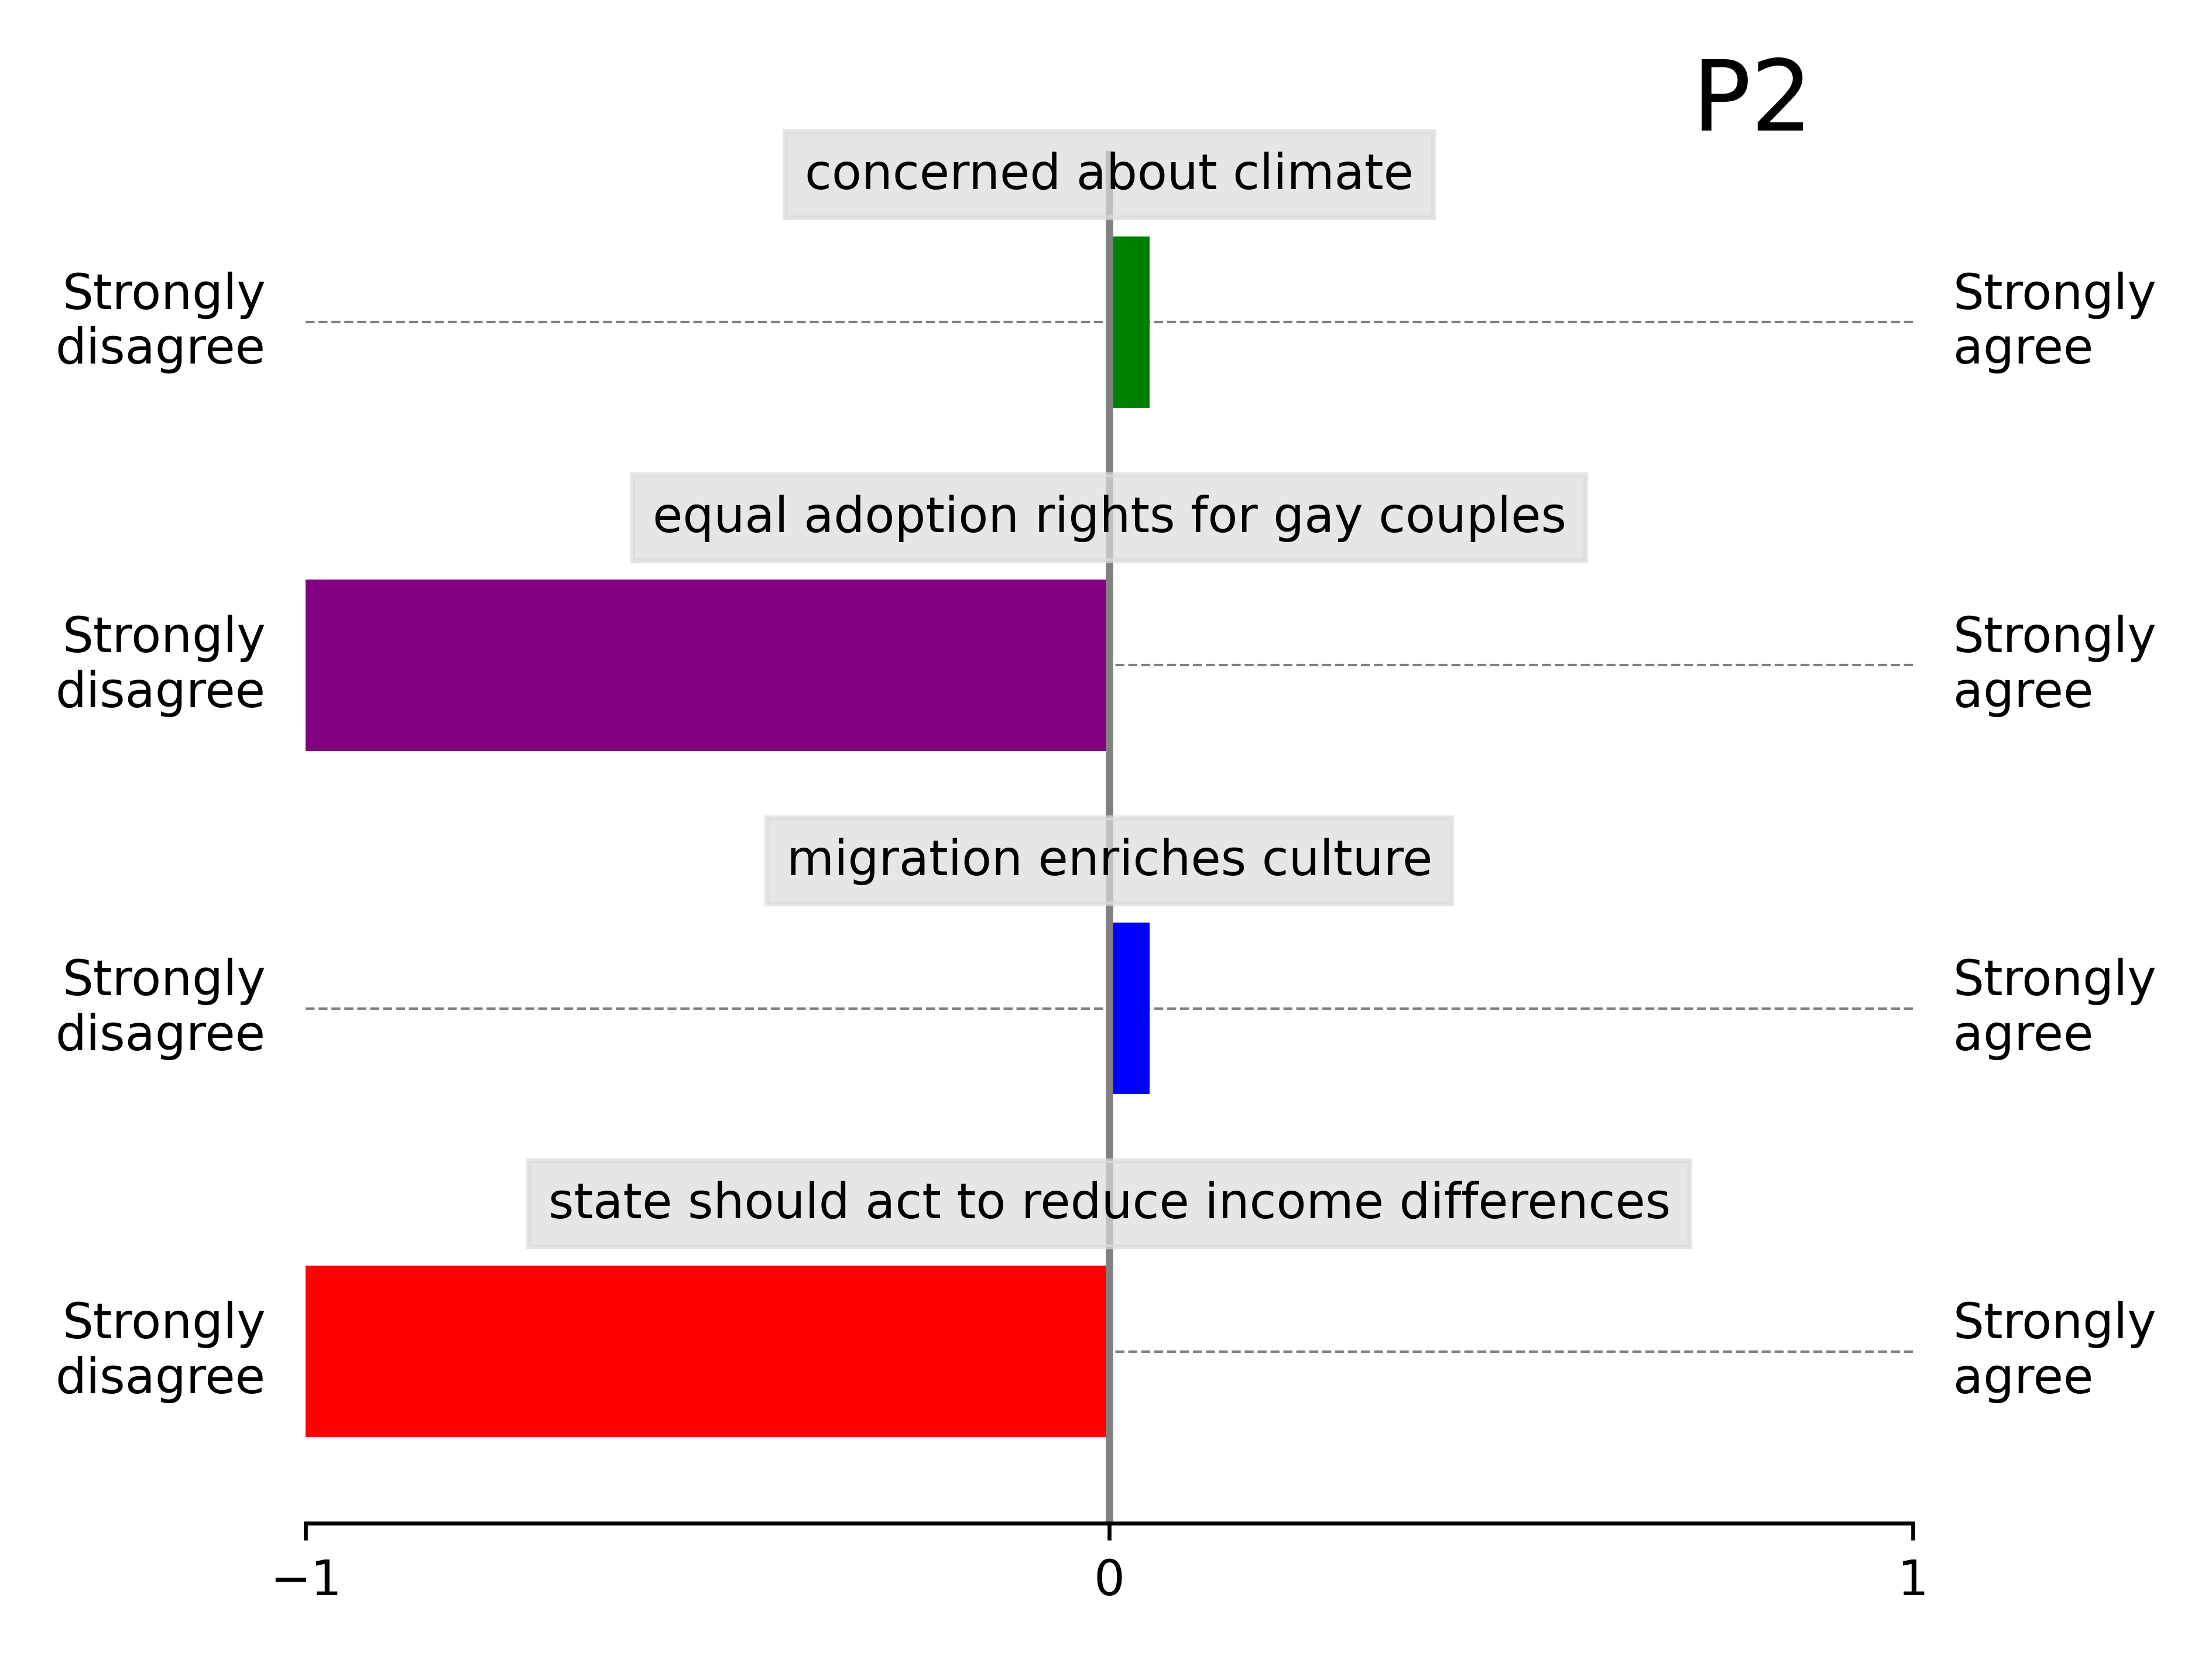 P2
concerned about climate
Strongly
disagree
Strongly
agree
equal adoption rights for gay couples
Strongly
disagree
Strongly
agree
migration enriches culture
Strongly
disagree
Strongly
agree
state should act to reduce income differences
Strongly
disagree
Strongly
agree
−1
0
1